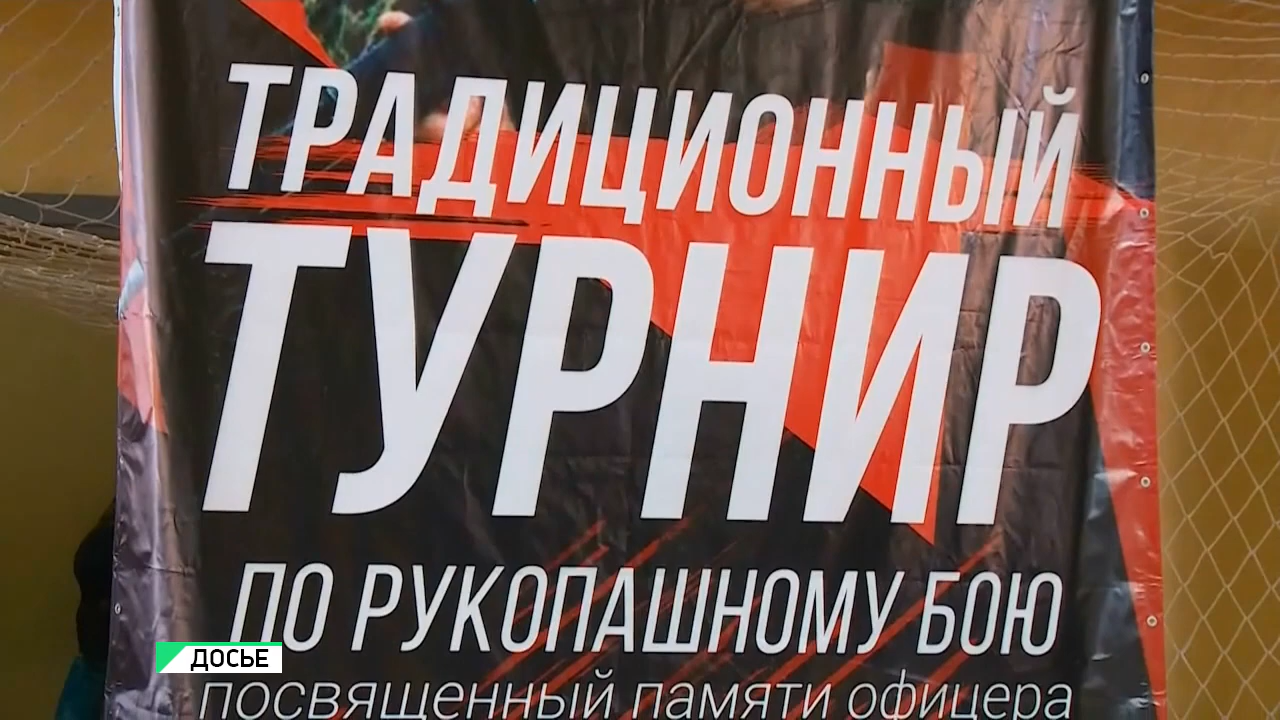 ТРАДИЦИОННЫЙ
ТУРНИР
ПО РУКОПАШНОМУ БОЮ
ДОСЬЕ
посвященный памяти офицера